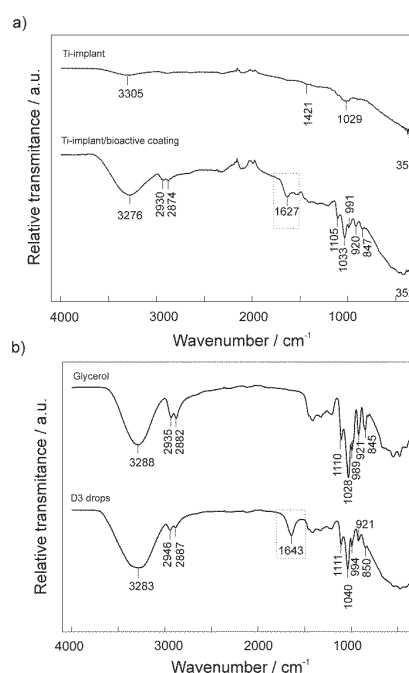 a)
Relative transmitance / a.u.
Ti-implant
3305
1421
1029
35
Ti-implant/bioactive coating
3276
2930
2874
1627
1105
1033
991
920
847
35
4000 3000 2000 1000
Wavenumber / cm-1
b)
Relative transmitance / a.u.
Glycerol
3288
2935
2882
1110
1028
989
921
845
D3 drops
3283
2946
2887
1643
1111
1040
994
921
850
4000 3000 2000 1000
Wavenumber / cm-1